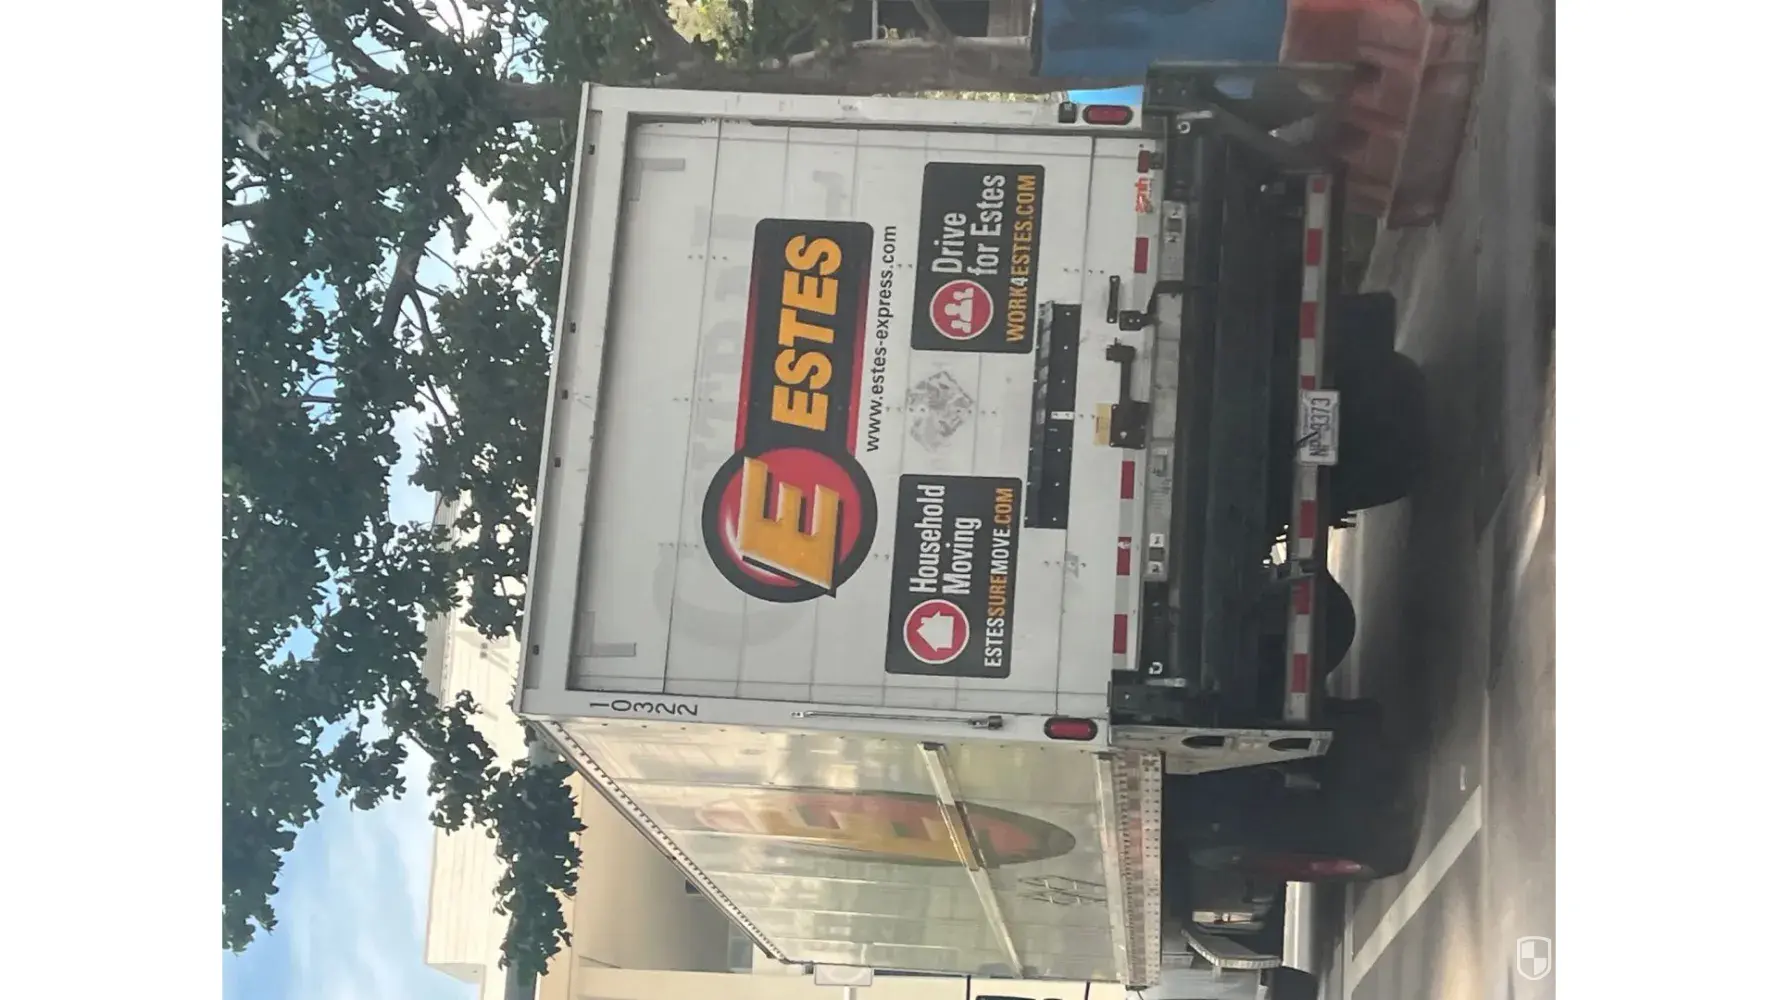 10322
E ESTES
www.estes-express.com
Household
Moving
ESTESSUREMOVE.COM
Drive
for Estes
WORK4ESTES.COM